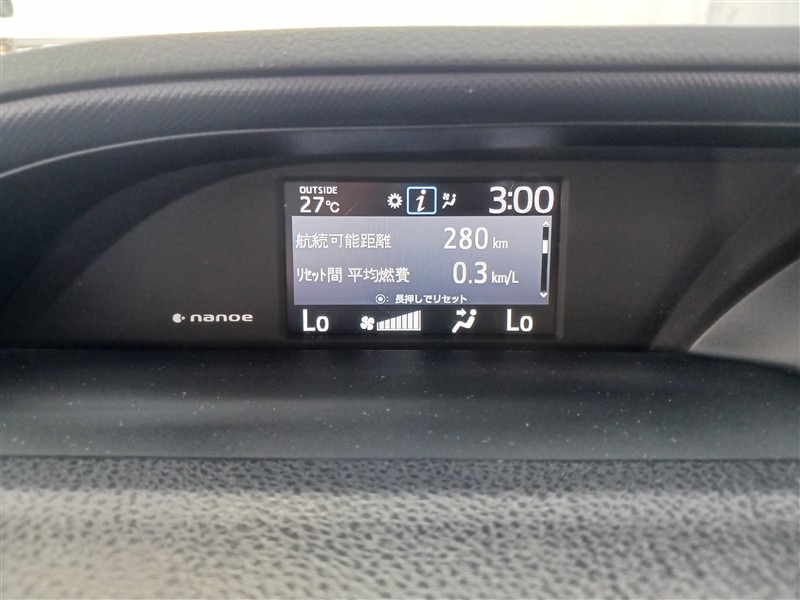 OUTSIDE
27℃
3:00
航続可能距離 280 km
ﾘｾｯﾄ間 平均燃費 0.3 km/L
◉: 長押しでリセット
nanoe
Lo Lo